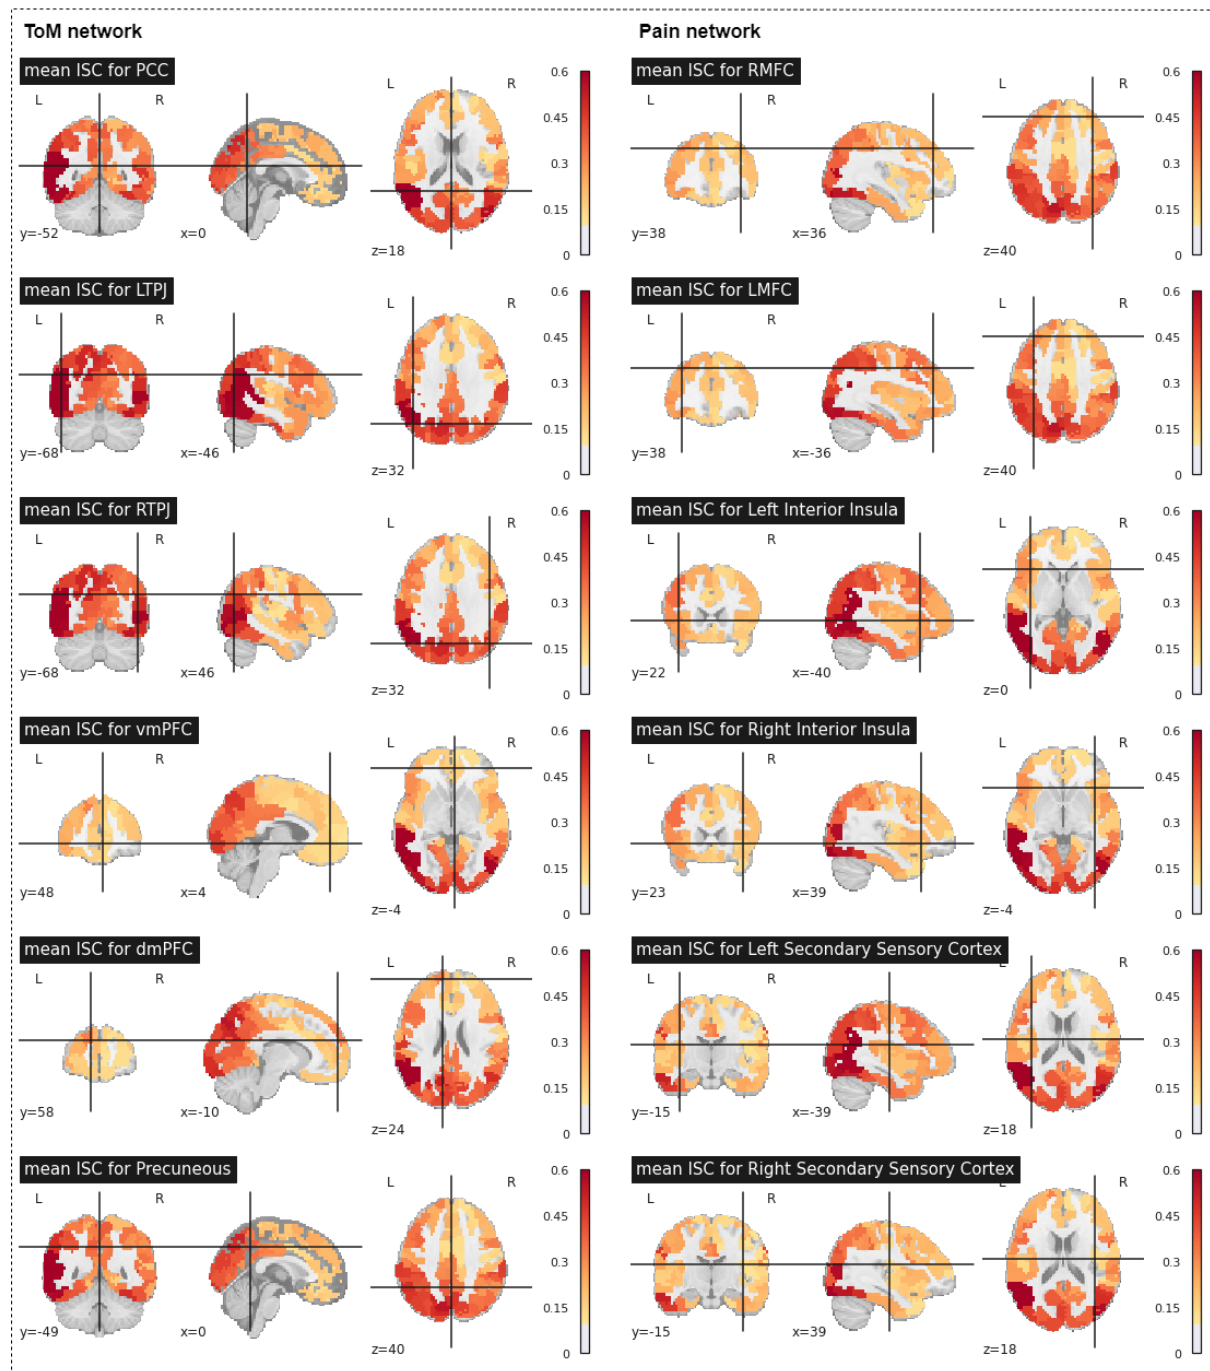 ToM network
mean ISC for PCC
L R L R
0.6
0.45
0.3
0.15
0
y=-52 x=0 z=18
mean ISC for LTPJ
L R L R
0.6
0.45
0.3
0.15
0
y=-68 x=-46 z=32
mean ISC for RTPJ
L R L R
0.6
0.45
0.3
0.15
0
y=-68 x=46 z=32
mean ISC for vmPFC
L R L R
0.6
0.45
0.3
0.15
0
y=48 x=4 z=-4
mean ISC for dmPFC
L R L R
0.6
0.45
0.3
0.15
0
y=58 x=-10 z=24
mean ISC for Precuneous
L R L R
0.6
0.45
0.3
0.15
0
y=-49 x=0 z=40
Pain network
mean ISC for RMFC
L R L R
0.6
0.45
0.3
0.15
0
y=38 x=36 z=40
mean ISC for LMFC
L R L R
0.6
0.45
0.3
0.15
0
y=38 x=-36 z=40
mean ISC for Left Interior Insula
L R L R
0.6
0.45
0.3
0.15
0
y=22 x=-40 z=0
mean ISC for Right Interior Insula
L R L R
0.6
0.45
0.3
0.15
0
y=23 x=39 z=-4
mean ISC for Left Secondary Sensory Cortex
L R L R
0.6
0.45
0.3
0.15
0
y=-15 x=-39 z=18
mean ISC for Right Secondary Sensory Cortex
L R L R
0.6
0.45
0.3
0.15
0
y=-15 x=39 z=18